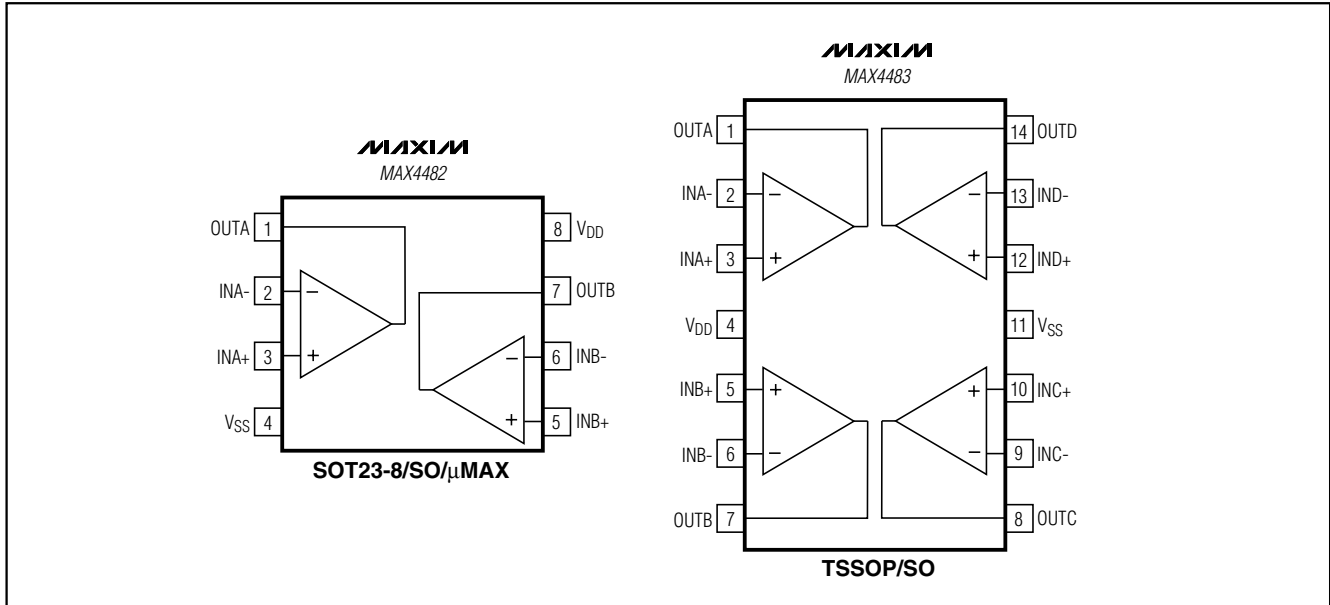 MAXIM
MAX4482
OUTA 1
INA- 2
INA+ 3
VSS 4
8 VDD
7 OUTB
6 INB-
5 INB+
−
+
−
+
SOT23-8/SO/μMAX
MAXIM
MAX4483
OUTA 1
INA- 2
INA+ 3
VDD 4
INB+ 5
INB- 6
OUTB 7
14 OUTD
13 IND-
12 IND+
11 VSS
10 INC+
9 INC-
8 OUTC
−
+
−
+
+
−
+
−
TSSOP/SO